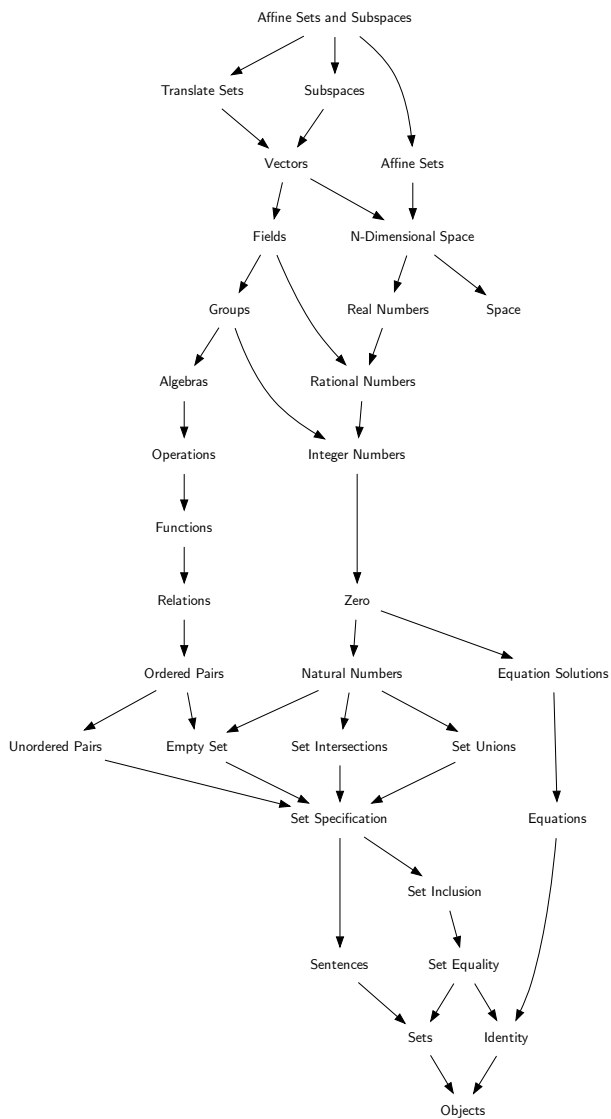 Affine Sets and Subspaces
Translate Sets
Subspaces
Vectors
Affine Sets
Fields
N-Dimensional Space
Groups
Real Numbers
Space
Algebras
Rational Numbers
Operations
Integer Numbers
Functions
Relations
Zero
Ordered Pairs
Natural Numbers
Equation Solutions
Unordered Pairs
Empty Set
Set Intersections
Set Unions
Set Specification
Equations
Set Inclusion
Sentences
Set Equality
Sets
Identity
Objects